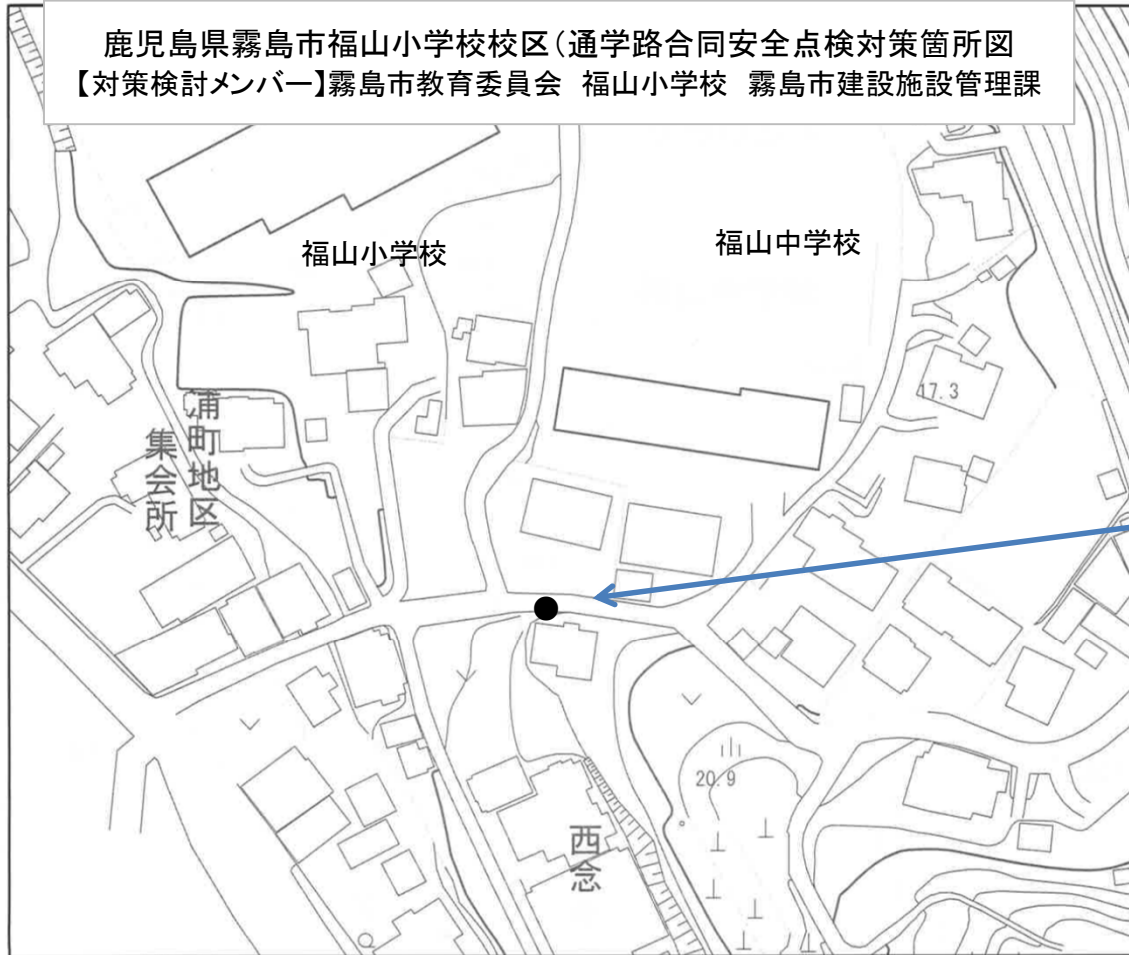 鹿児島県霧島市福山小学校校区(通学路合同安全点検対策箇所図
【対策検討メンバー】霧島市教育委員会 福山小学校 霧島市建設施設管理課
福山小学校
福山中学校
17.3
浦町地区
集会所
20.9
西念